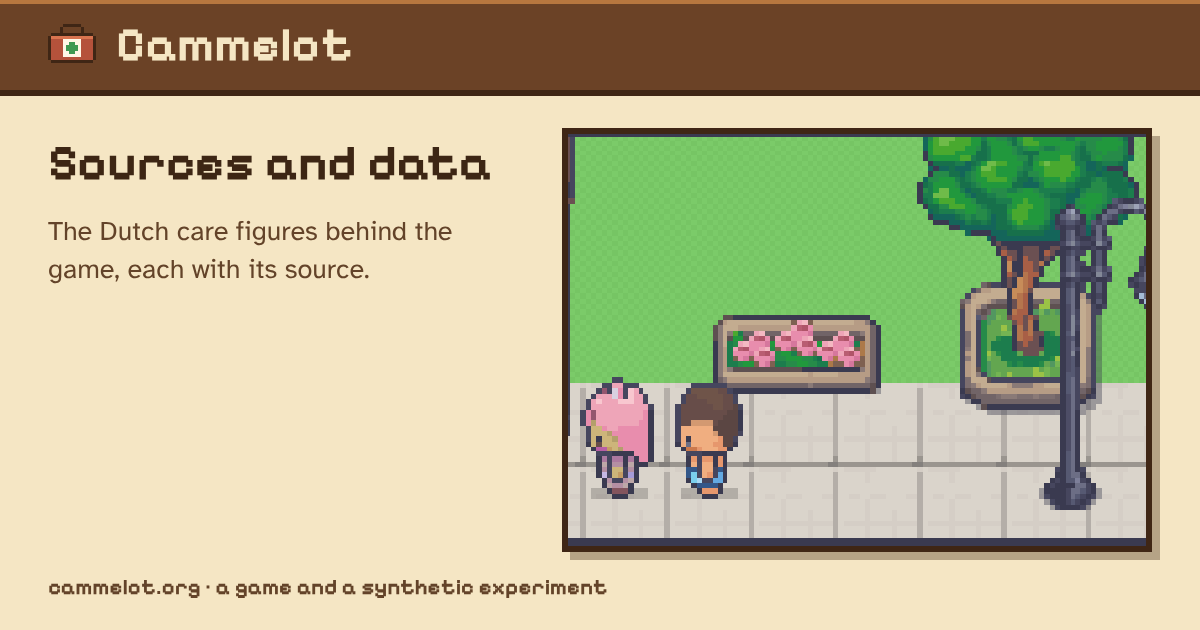 Cammelot
Sources and data
The Dutch care figures behind the
game, each with its source.
cammelot.org · a game and a synthetic experiment